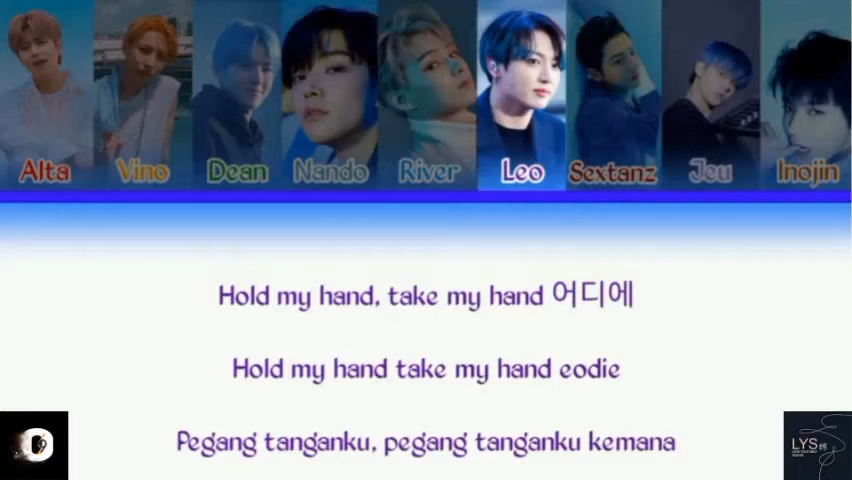 Alta Vino Dean Nando River Leo Sextanz Jeu Inojin
Hold my hand, take my hand 어디에
Hold my hand take my hand eodie
Pegang tanganku, pegang tanganku kemana
O
LYS